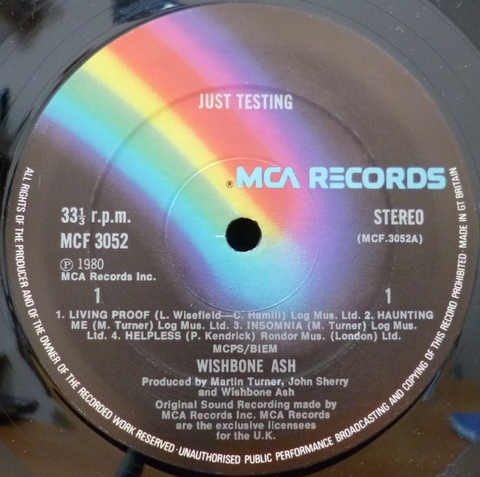 JUST TESTING
® MCA RECORDS
33⅓ r.p.m.
STEREO
MCF 3052
(MCF.3052A)
Ⓟ 1980
MCA Records Inc.
1
1
1. LIVING PROOF (L. Wisefield—C. Hamill) Log Mus. Ltd. 2. HAUNTING
ME (M. Turner) Log Mus. Ltd. 3. INSOMNIA (M. Turner) Log Mus.
Ltd. 4. HELPLESS (P. Kendrick) Rondor Mus. (London) Ltd.
MCPS/BIEM
WISHBONE ASH
Produced by Martin Turner, John Sherry
and Wishbone Ash
Original Sound Recording made by
MCA Records Inc. MCA Records
are the exclusive licensees
for the U.K.
ALL RIGHTS OF THE PRODUCER AND OF THE OWNER OF THE RECORDED WORK RESERVED·UNAUTHORISED PUBLIC PERFORMANCE BROADCASTING AND COPYING OF THIS RECORD PROHIBITED MADE IN GT BRITAIN